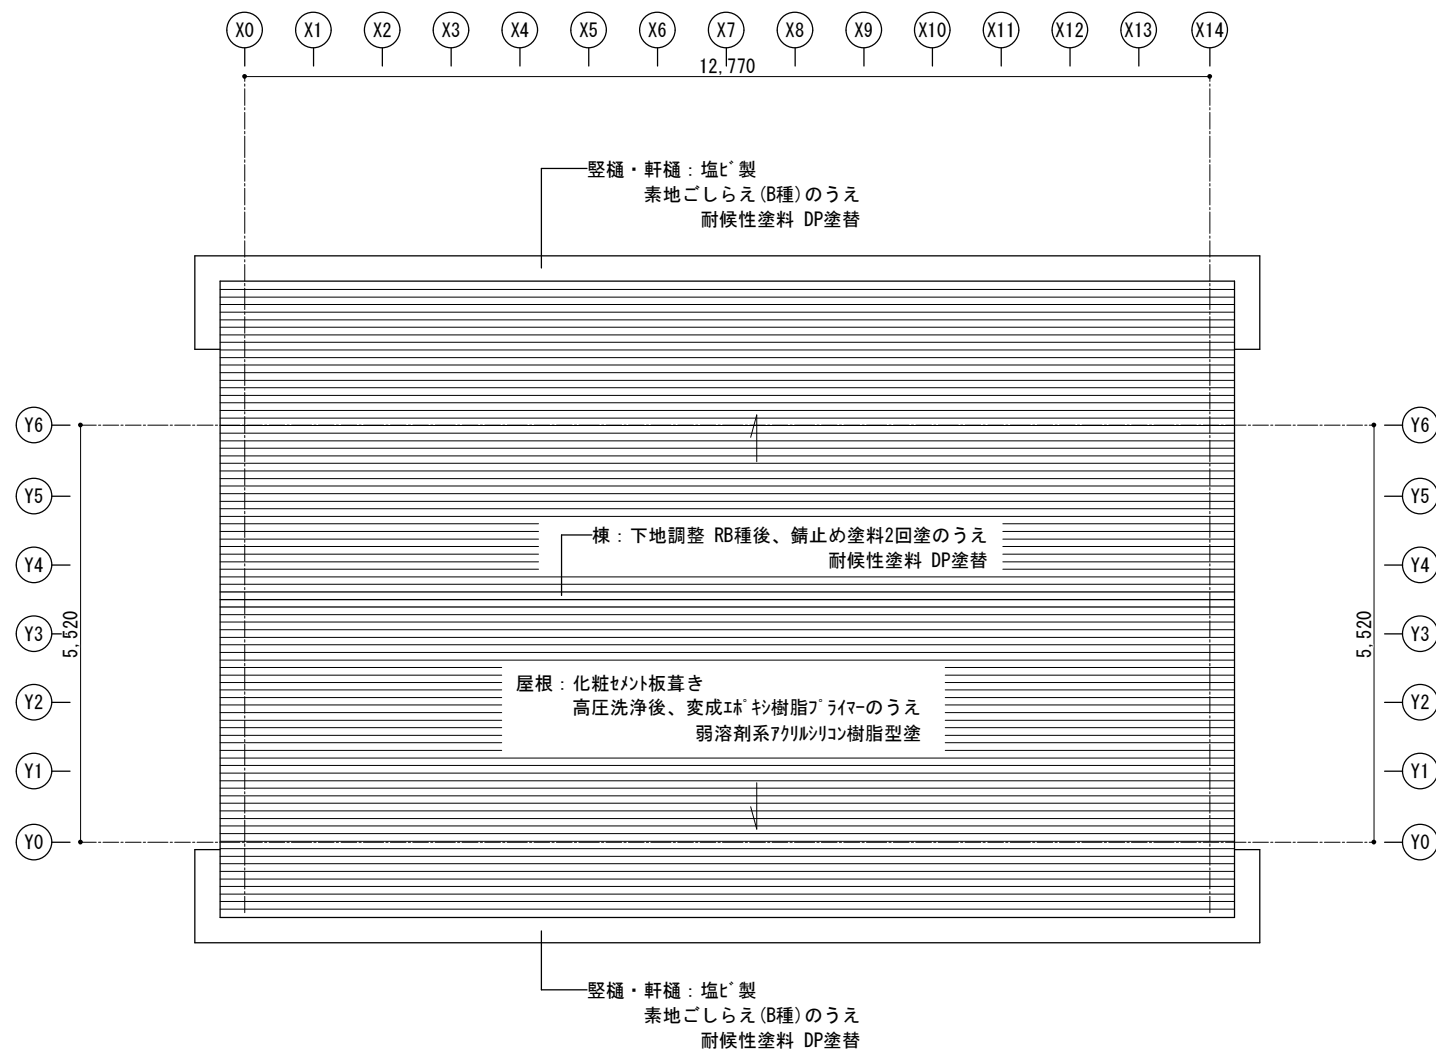 X0 X1 X2 X3 X4 X5 X6 X7 X8 X9 X10 X11 X12 X13 X14
12,770
竪樋・軒樋：塩ﾋﾞ製
素地ごしらえ(B種)のうえ
耐候性塗料 DP塗替
Y6 Y6
Y5 Y5
棟：下地調整 RB種後、錆止め塗料2回塗のうえ
耐候性塗料 DP塗替
Y4 Y4
5,520 5,520
Y3 Y3
屋根：化粧ｾﾒﾝﾄ板葺き
高圧洗浄後、変成ｴﾎﾟｷｼ樹脂ﾌﾟﾗｲﾏｰのうえ
弱溶剤系ｱｸﾘﾙｼﾘｺﾝ樹脂型塗
Y2 Y2
Y1 Y1
Y0 Y0
竪樋・軒樋：塩ﾋﾞ製
素地ごしらえ(B種)のうえ
耐候性塗料 DP塗替